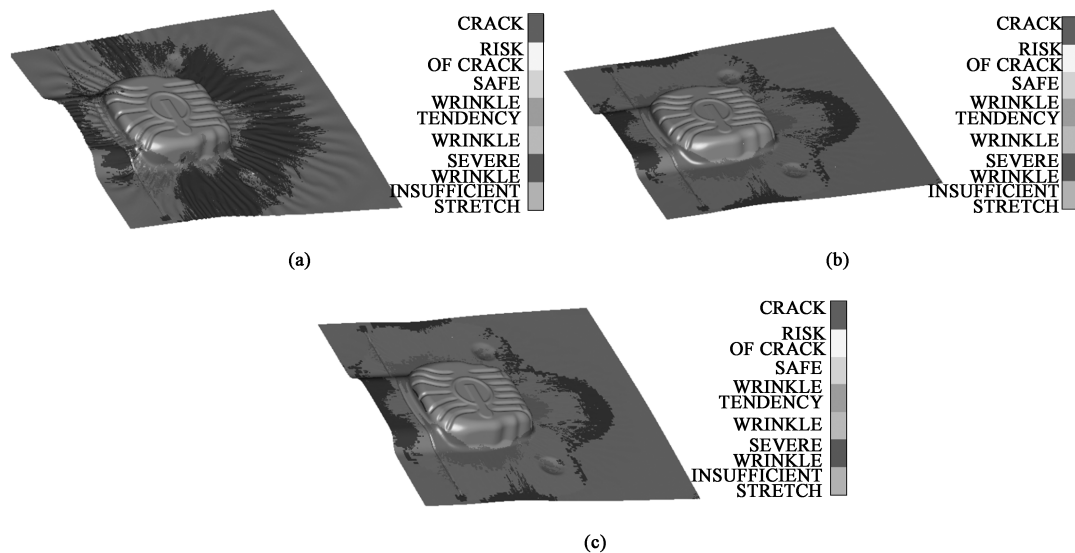 CRACK
RISK
OF CRACK
SAFE
WRINKLE
TENDENCY
WRINKLE
SEVERE
WRINKLE
INSUFFICIENT
STRETCH
(a)
CRACK
RISK
OF CRACK
SAFE
WRINKLE
TENDENCY
WRINKLE
SEVERE
WRINKLE
INSUFFICIENT
STRETCH
(b)
CRACK
RISK
OF CRACK
SAFE
WRINKLE
TENDENCY
WRINKLE
SEVERE
WRINKLE
INSUFFICIENT
STRETCH
(c)